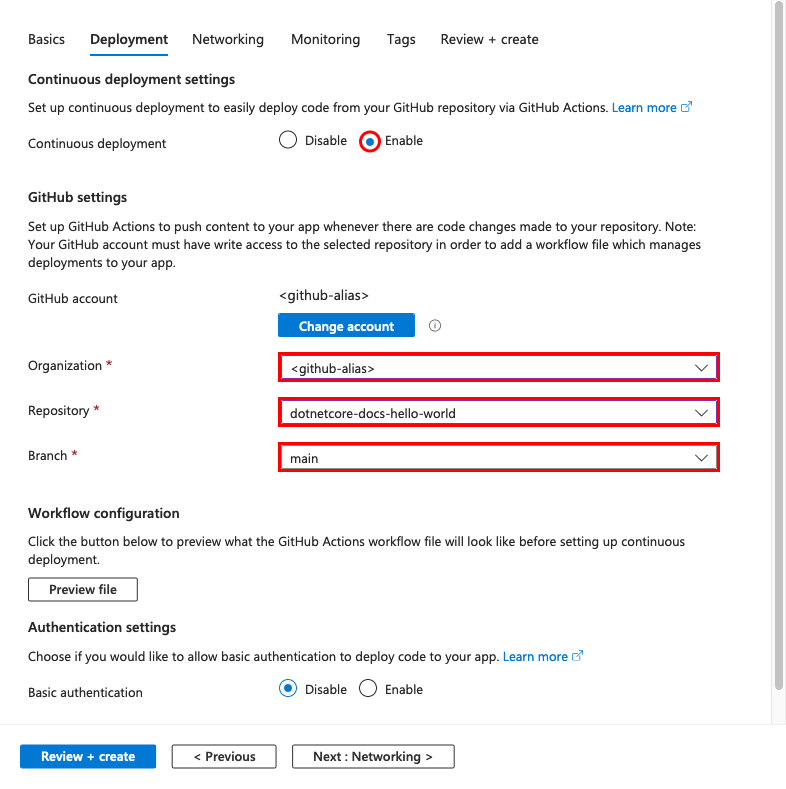 Basics Deployment Networking Monitoring Tags Review + create
Continuous deployment settings
Set up continuous deployment to easily deploy code from your GitHub repository via GitHub Actions. Learn more
Continuous deployment Disable Enable
GitHub settings
Set up GitHub Actions to push content to your app whenever there are code changes made to your repository. Note:
Your GitHub account must have write access to the selected repository in order to add a workflow file which manages
deployments to your app.
GitHub account <github-alias>
Change account
Organization * <github-alias>
Repository * dotnetcore-docs-hello-world
Branch * main
Workflow configuration
Click the button below to preview what the GitHub Actions workflow file will look like before setting up continuous
deployment.
Preview file
Authentication settings
Choose if you would like to allow basic authentication to deploy code to your app. Learn more
Basic authentication Disable Enable
Review + create < Previous Next : Networking >